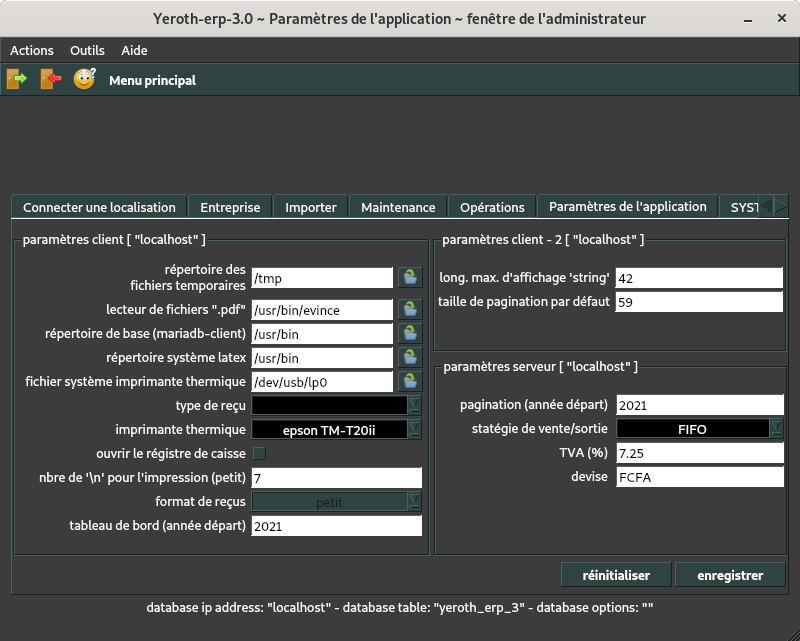 Yeroth-erp-3.0 ~ Paramètres de l'application ~ fenêtre de l'administrateur
Actions Outils Aide
Menu principal
Connecter une localisation Entreprise Importer Maintenance Opérations Paramètres de l'application SYST
paramètres client [ "localhost" ]
répertoire des
fichiers temporaires /tmp
lecteur de fichiers ".pdf" /usr/bin/evince
répertoire de base (mariadb-client) /usr/bin
répertoire système latex /usr/bin
fichier système imprimante thermique /dev/usb/lp0
type de reçu
imprimante thermique epson TM-T20ii
ouvrir le régistre de caisse
nbre de '\n' pour l'impression (petit) 7
format de reçus petit
tableau de bord (année départ) 2021
paramètres client - 2 [ "localhost" ]
long. max. d'affichage 'string' 42
taille de pagination par défaut 59
paramètres serveur [ "localhost" ]
pagination (année départ) 2021
statégie de vente/sortie FIFO
TVA (%) 7.25
devise FCFA
réinitialiser enregistrer
database ip address: "localhost" - database table: "yeroth_erp_3" - database options: ""